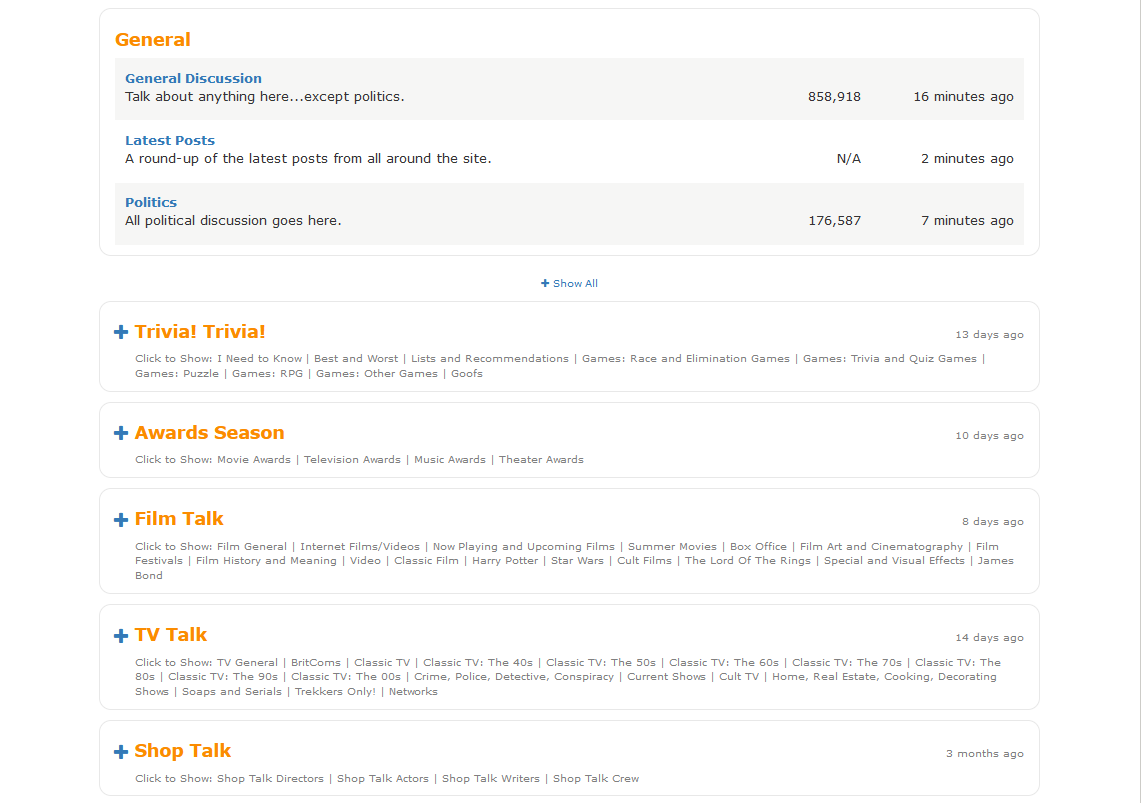 General
General Discussion
Talk about anything here...except politics.
858,918
16 minutes ago
Latest Posts
A round-up of the latest posts from all around the site.
N/A
2 minutes ago
Politics
All political discussion goes here.
176,587
7 minutes ago
+ Show All
+ Trivia! Trivia!
13 days ago
Click to Show: I Need to Know | Best and Worst | Lists and Recommendations | Games: Race and Elimination Games | Games: Trivia and Quiz Games |
Games: Puzzle | Games: RPG | Games: Other Games | Goofs
+ Awards Season
10 days ago
Click to Show: Movie Awards | Television Awards | Music Awards | Theater Awards
+ Film Talk
8 days ago
Click to Show: Film General | Internet Films/Videos | Now Playing and Upcoming Films | Summer Movies | Box Office | Film Art and Cinematography | Film
Festivals | Film History and Meaning | Video | Classic Film | Harry Potter | Star Wars | Cult Films | The Lord Of The Rings | Special and Visual Effects | James
Bond
+ TV Talk
14 days ago
Click to Show: TV General | BritComs | Classic TV | Classic TV: The 40s | Classic TV: The 50s | Classic TV: The 60s | Classic TV: The 70s | Classic TV: The
80s | Classic TV: The 90s | Classic TV: The 00s | Crime, Police, Detective, Conspiracy | Current Shows | Cult TV | Home, Real Estate, Cooking, Decorating
Shows | Soaps and Serials | Trekkers Only! | Networks
+ Shop Talk
3 months ago
Click to Show: Shop Talk Directors | Shop Talk Actors | Shop Talk Writers | Shop Talk Crew